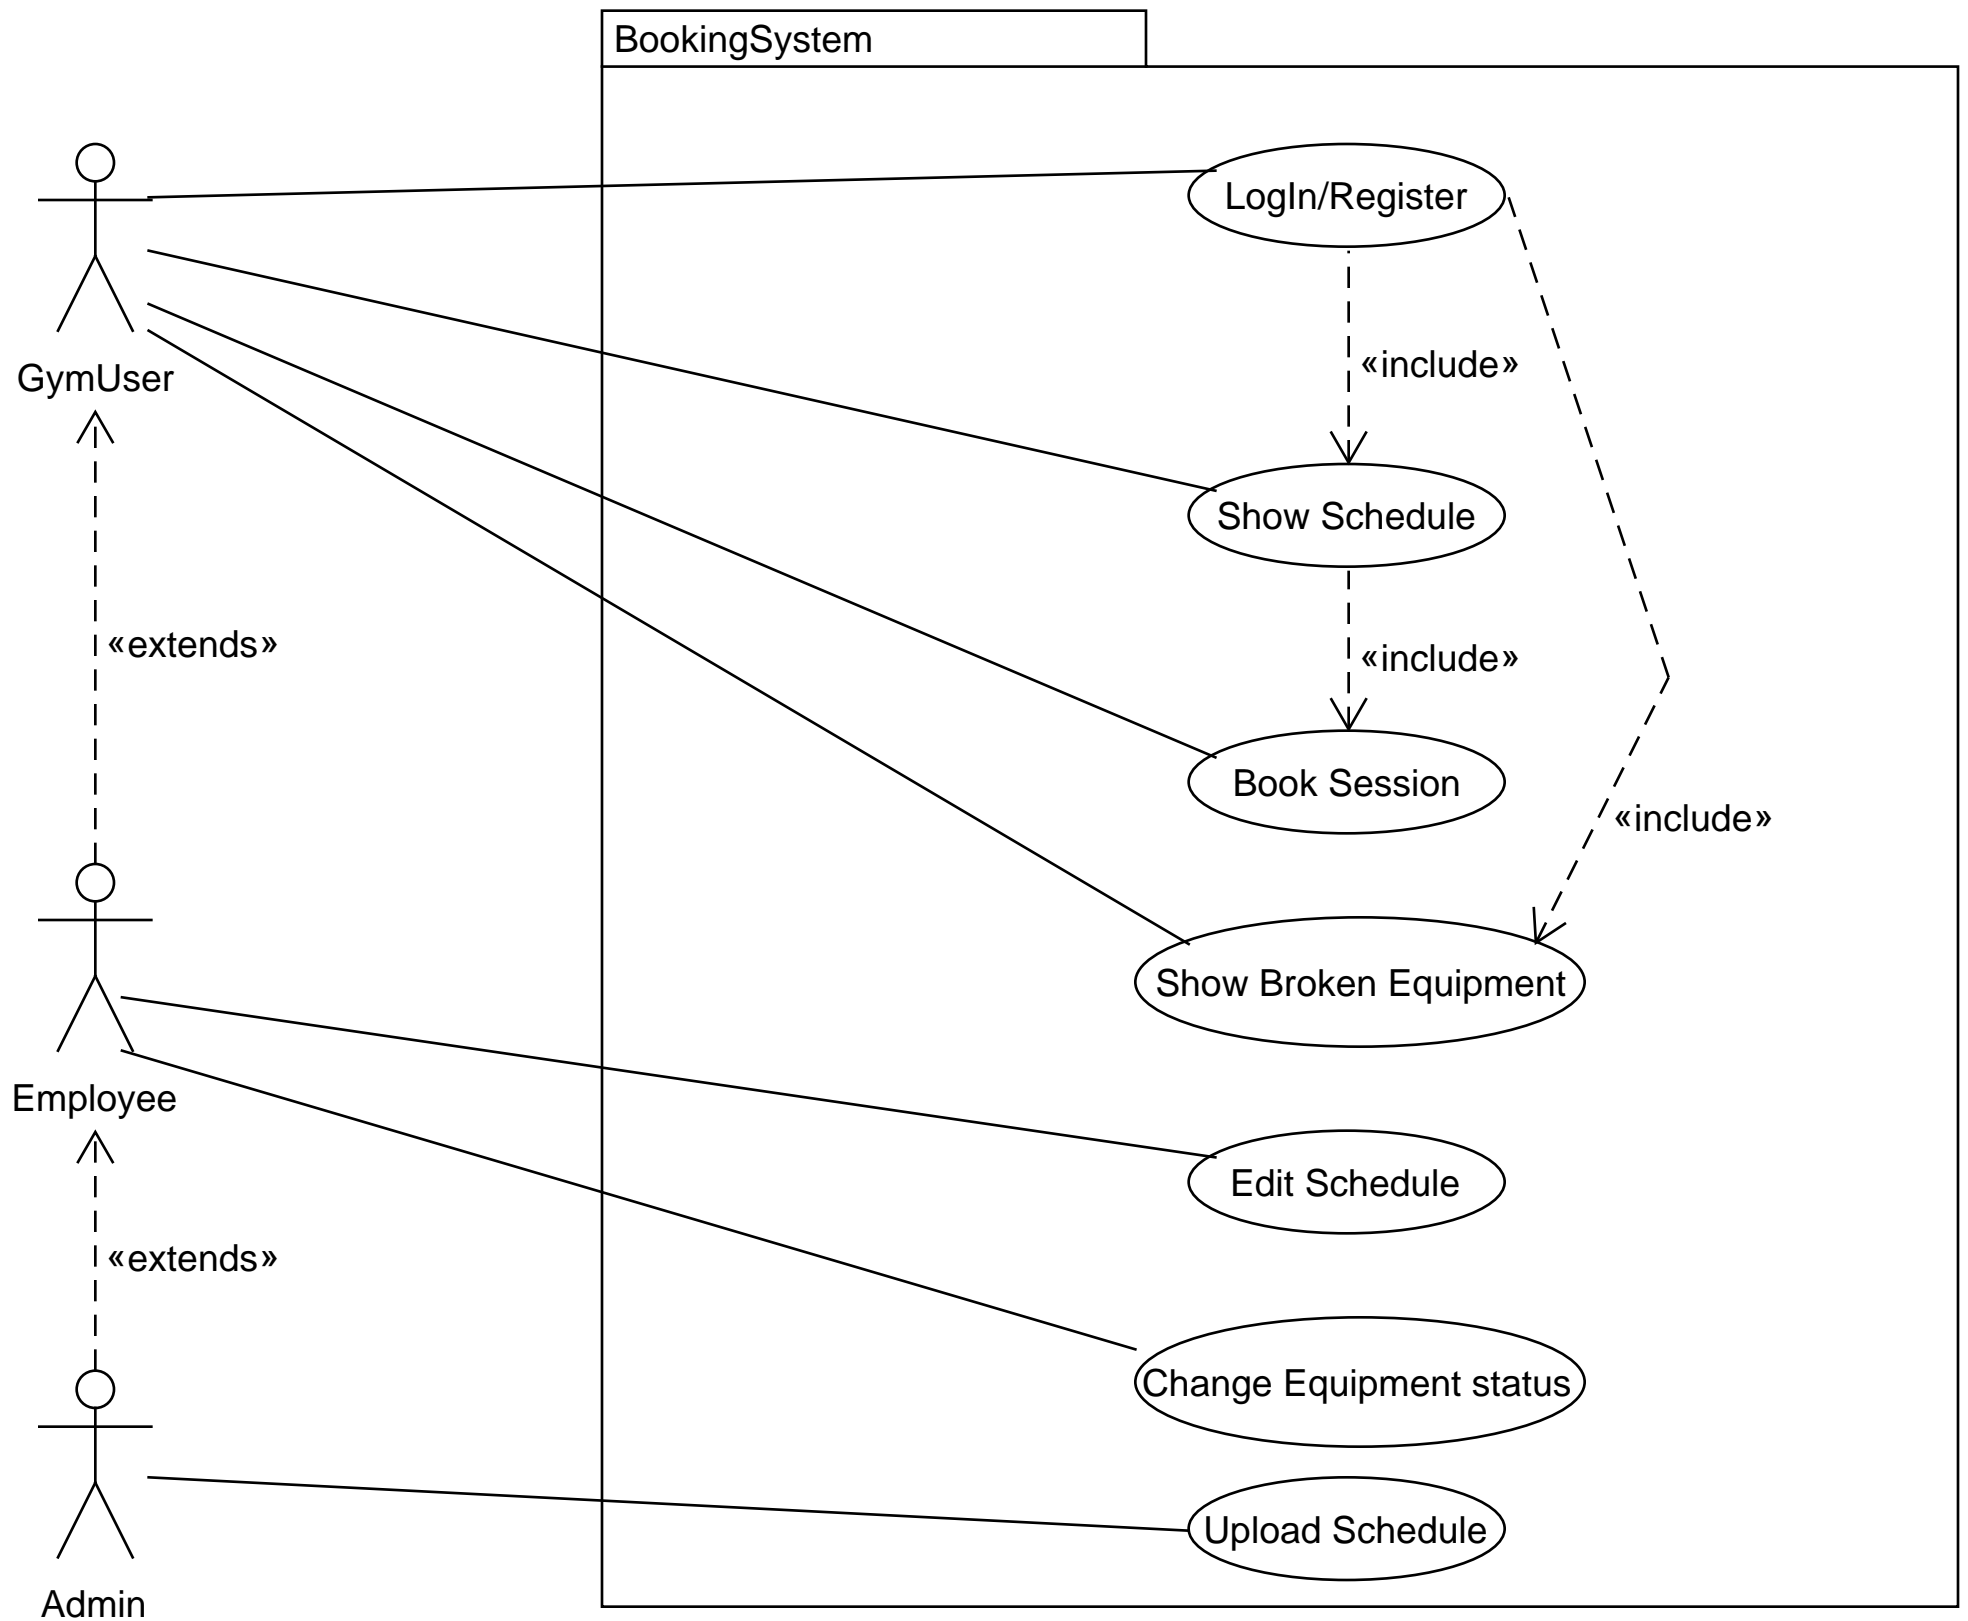 BookingSystem
LogIn/Register
«include»
GymUser
Show Schedule
«extends»
«include»
Book Session
«include»
Show Broken Equipment
Employee
Edit Schedule
«extends»
Change Equipment status
Upload Schedule
Admin